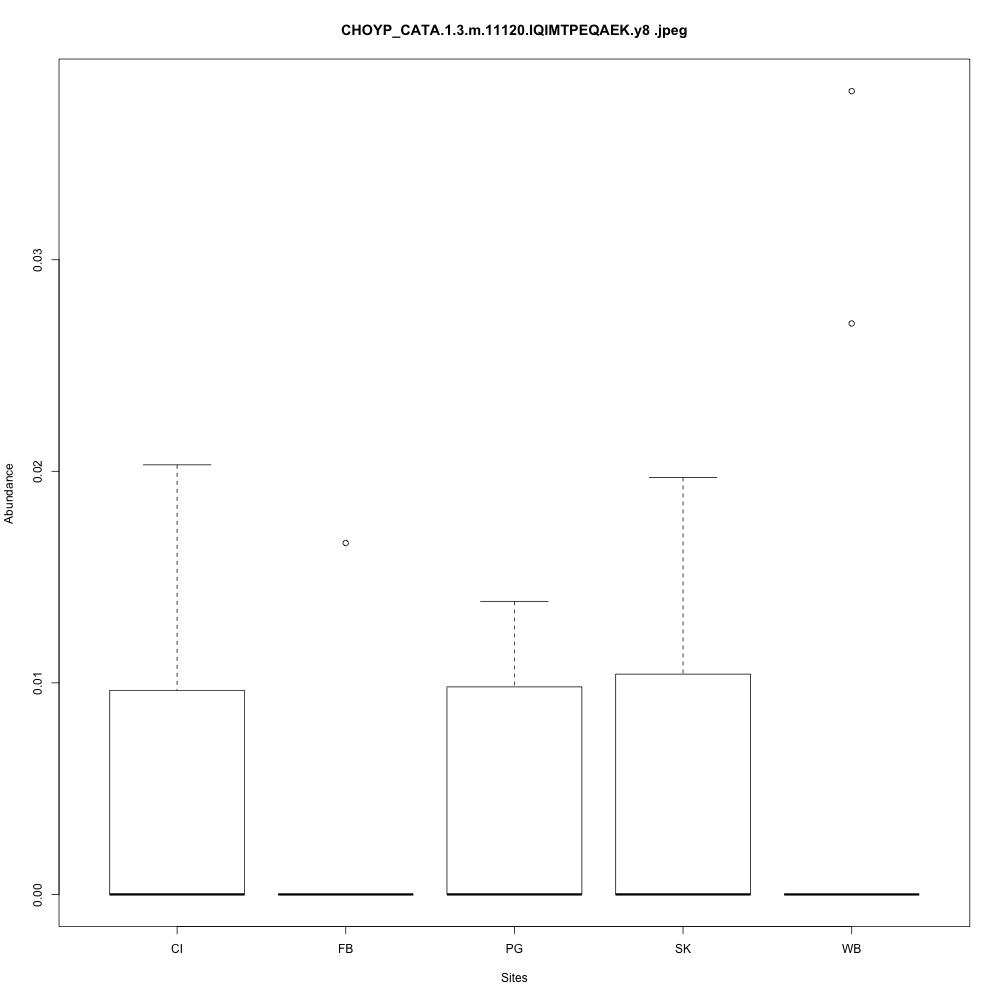 CHOYP_CATA.1.3.m.11120.IQIMTPEQAEK.y8 .jpeg
Abundance
0.03
0.02
0.01
0.00
CI FB PG SK WB
Sites